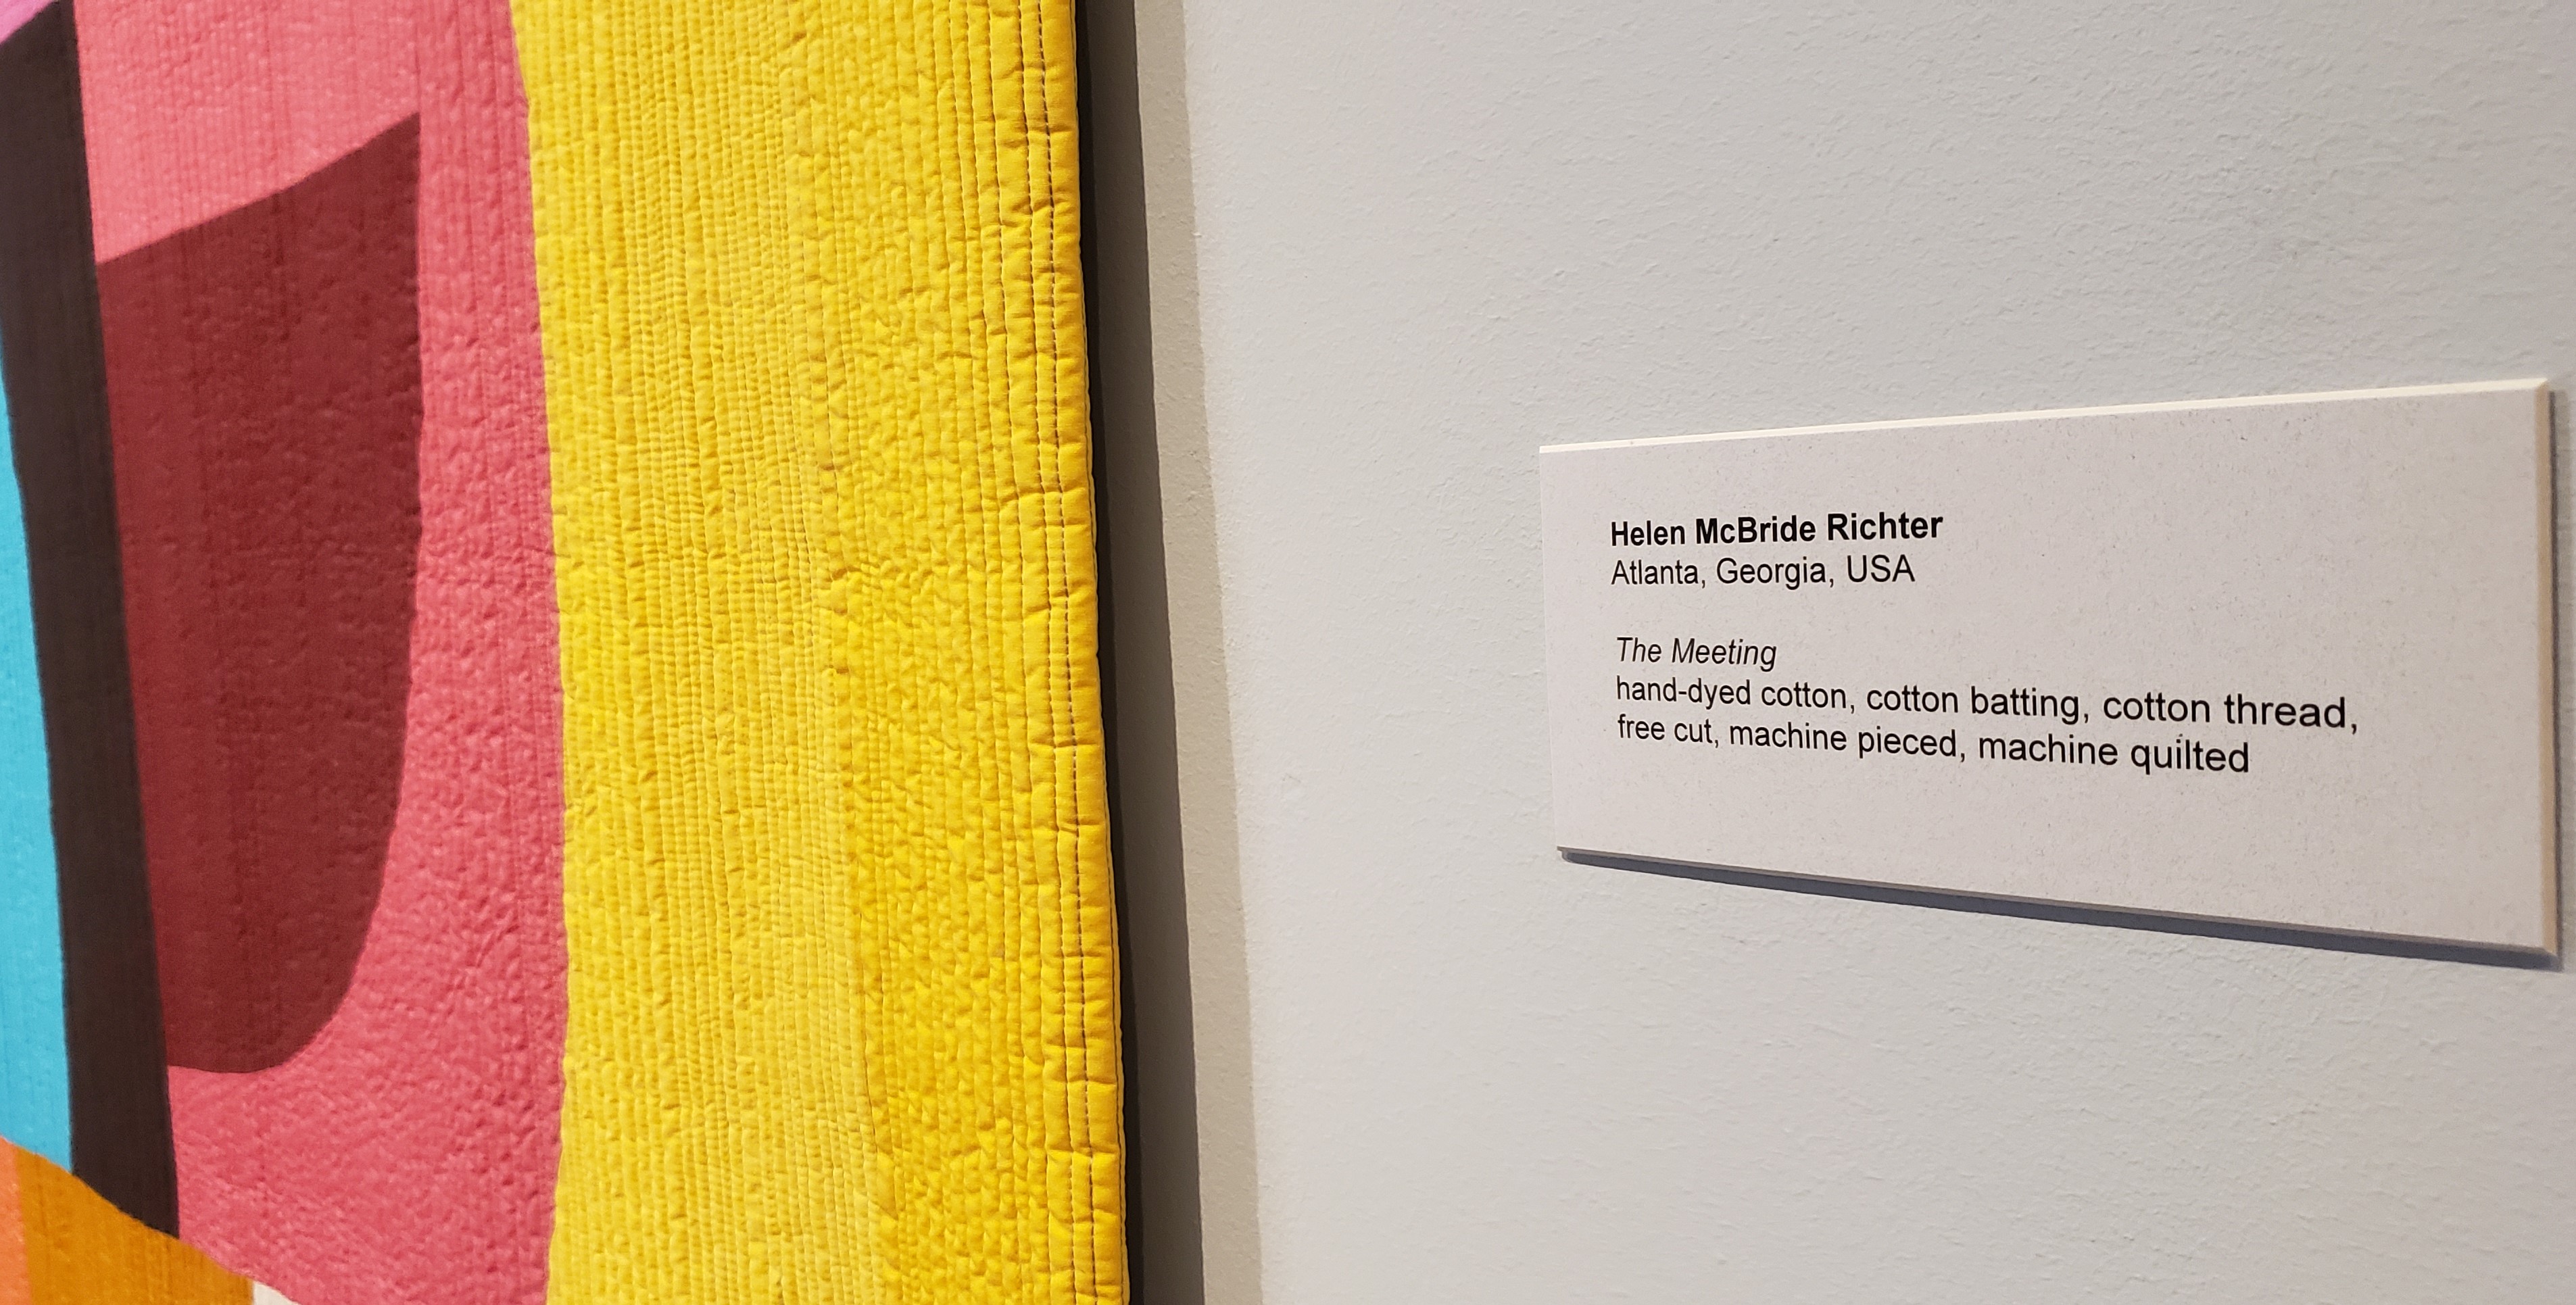 Helen McBride Richter
Atlanta, Georgia, USA
The Meeting
hand-dyed cotton, cotton batting, cotton thread,
free cut, machine pieced, machine quilted